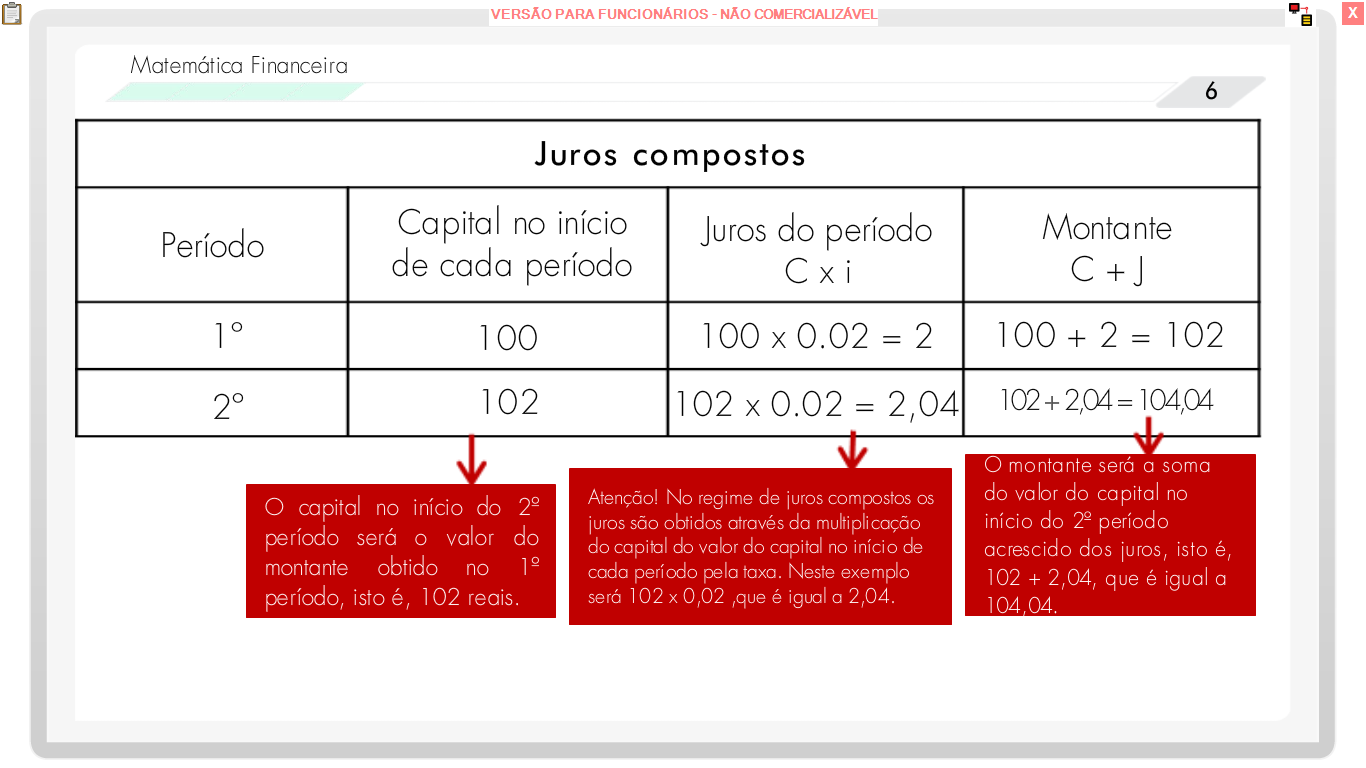 VERSÃO PARA FUNCIONÁRIOS - NÃO COMERCIALIZÁVEL
X
Matemática Financeira
6
Juros compostos
Período
Capital no início
de cada período
Juros do período
C x i
Montante
C + J
1º
100
100 x 0.02 = 2
100 + 2 = 102
2º
102
102 x 0.02 = 2,04
102 + 2,04 = 104,04
O capital no início do 2º
período será o valor do
montante obtido no 1º
período, isto é, 102 reais.
Atenção! No regime de juros compostos os
juros são obtidos através da multiplicação
do capital do valor do capital no início de
cada período pela taxa. Neste exemplo
será 102 x 0,02 ,que é igual a 2,04.
O montante será a soma
do valor do capital no
início do 2º período
acrescido dos juros, isto é,
102 + 2,04, que é igual a
104,04.